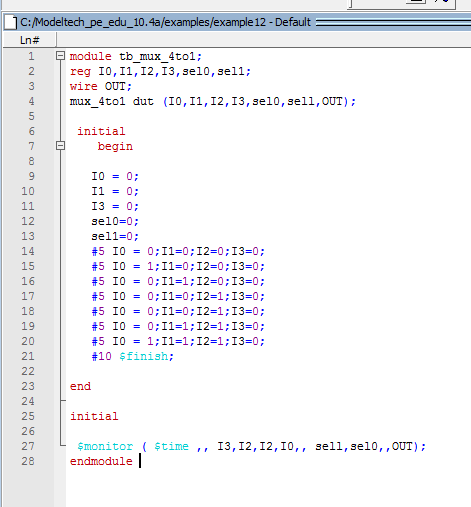 C:/Modeltech_pe_edu_10.4a/examples/example12 - Default
Ln#
1 module tb_mux_4to1;
2 reg I0,I1,I2,I3,sel0,sel1;
3 wire OUT;
4 mux_4to1 dut (I0,I1,I2,I3,sel0,sell,OUT);
5
6 initial
7 begin
8
9 I0 = 0;
10 I1 = 0;
11 I3 = 0;
12 sel0=0;
13 sel1=0;
14 #5 I0 = 0;I1=0;I2=0;I3=0;
15 #5 I0 = 1;I1=0;I2=0;I3=0;
16 #5 I0 = 0;I1=1;I2=0;I3=0;
17 #5 I0 = 0;I1=0;I2=1;I3=0;
18 #5 I0 = 0;I1=0;I2=1;I3=0;
19 #5 I0 = 0;I1=1;I2=1;I3=0;
20 #5 I0 = 1;I1=1;I2=1;I3=0;
21 #10 $finish;
22
23 end
24
25 initial
26
27 $monitor ( $time ,, I3,I2,I2,I0,, sell,sel0,,OUT);
28 endmodule